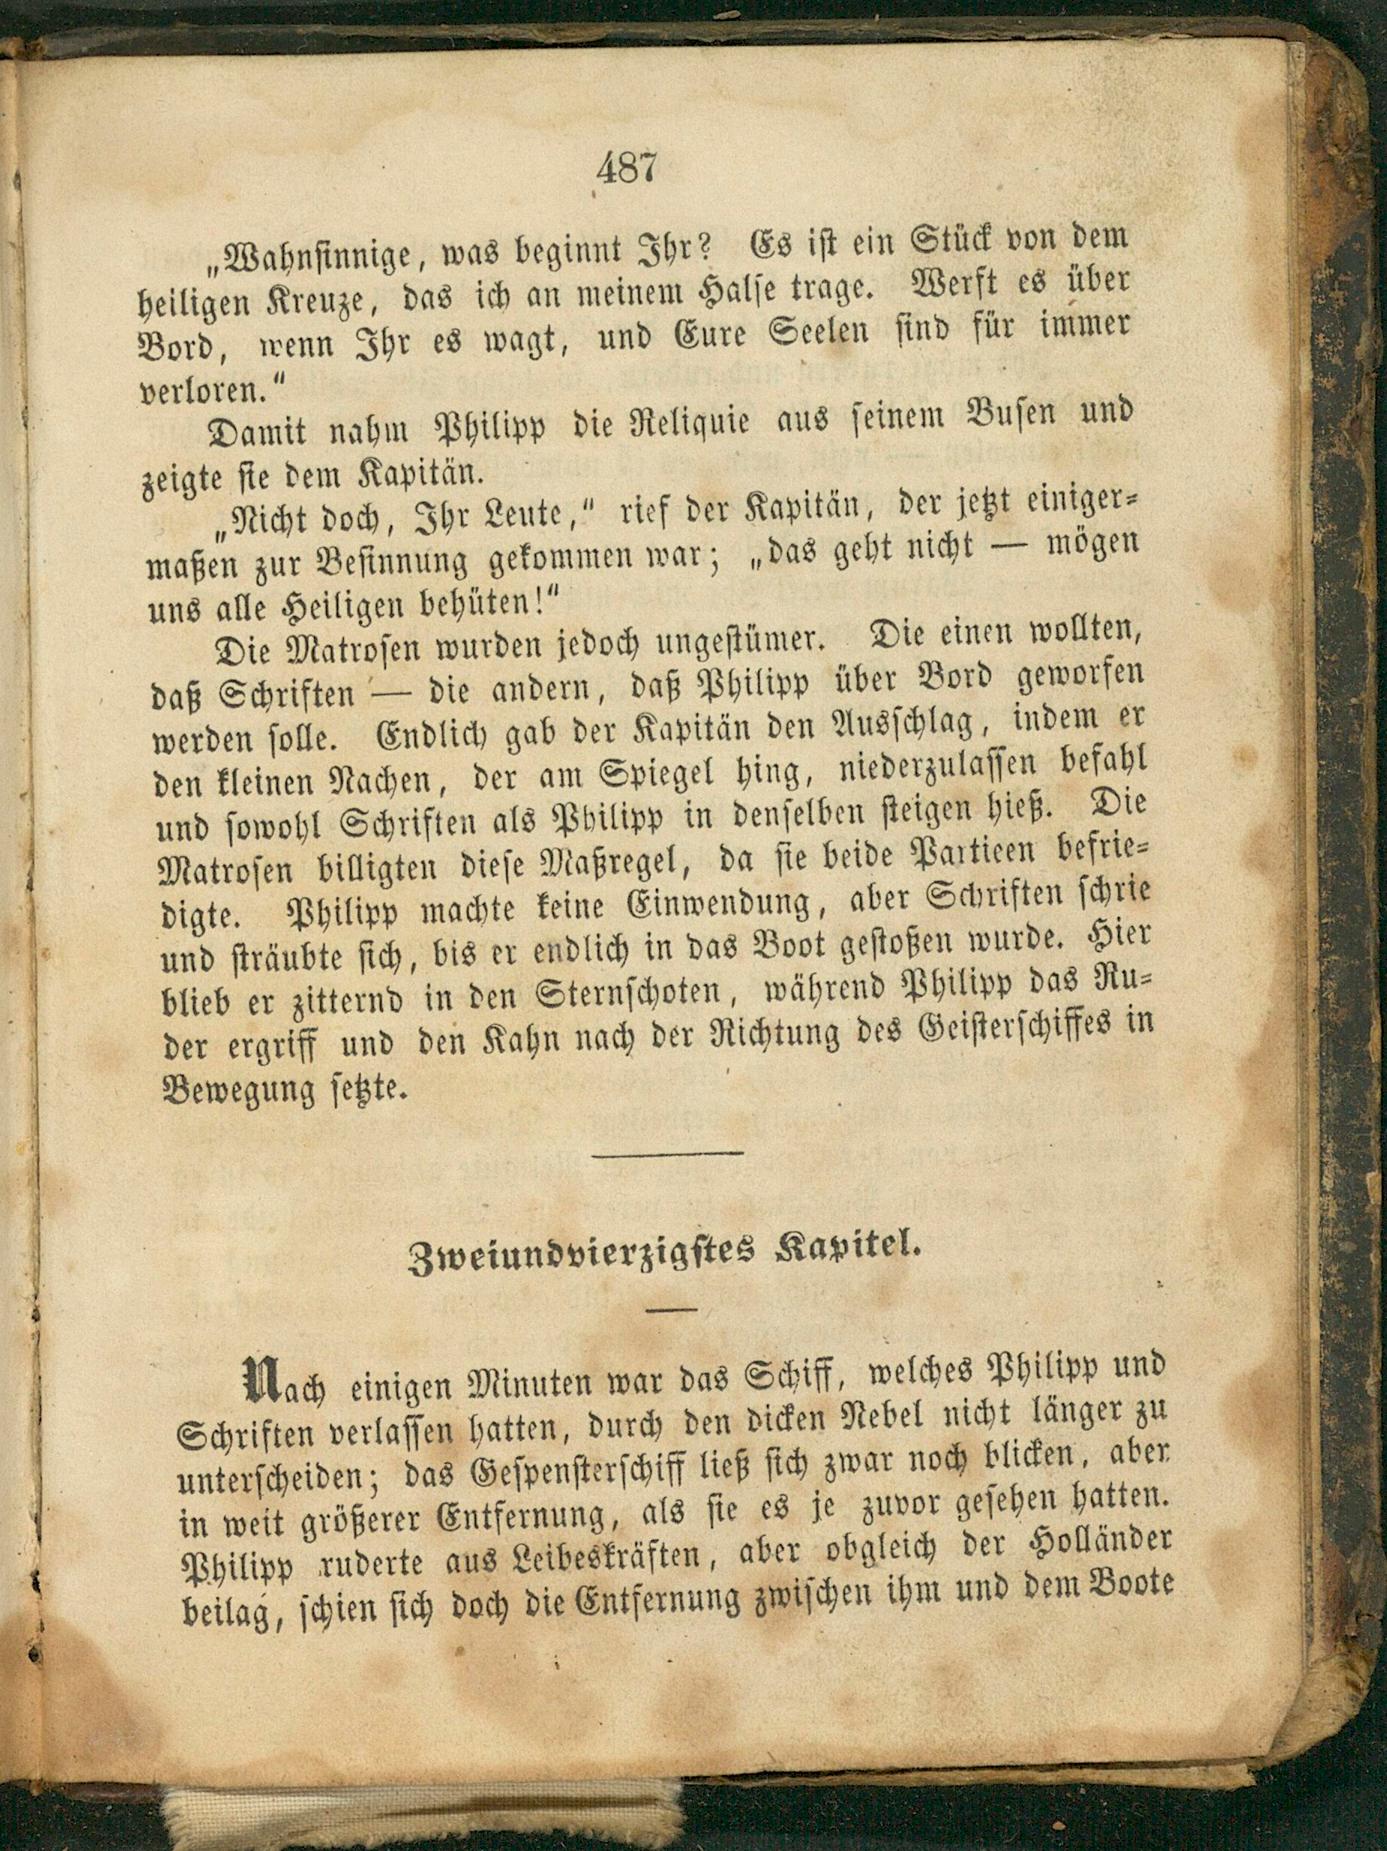 487
„Wahnsinnige, was beginnt Ihr? Es ist ein Stück von dem
heiligen Kreuze, das ich an meinem Halse trage. Werft es über
Bord, wenn Ihr es wagt, und Eure Seelen sind für immer
verloren.“
Damit nahm Philipp die Reliquie aus seinem Busen und
zeigte sie dem Kapitän.
„Nicht doch, Ihr Leute,“ rief der Kapitän, der jetzt einiger-
maßen zur Besinnung gekommen war; „das geht nicht — mögen
uns alle Heiligen behüten!“
Die Matrosen wurden jedoch ungestümer. Die einen wollten,
daß Schriften — die andern, daß Philipp über Bord geworfen
werden solle. Endlich gab der Kapitän den Ausschlag, indem er
den kleinen Nachen, der am Spiegel hing, niederzulassen befahl
und sowohl Schriften als Philipp in denselben steigen hieß. Die
Matrosen billigten diese Maßregel, da sie beide Partieen befrie-
digte. Philipp machte keine Einwendung, aber Schriften schrie
und sträubte sich, bis er endlich in das Boot gestoßen wurde. Hier
blieb er zitternd in den Sternschoten, während Philipp das Ru-
der ergriff und den Kahn nach der Richtung des Geisterschiffes in
Bewegung setzte.
Zweiundvierzigstes Kapitel.
Nach einigen Minuten war das Schiff, welches Philipp und
Schriften verlassen hatten, durch den dicken Nebel nicht länger zu
unterscheiden; das Gespensterschiff ließ sich zwar noch blicken, aber
in weit größerer Entfernung, als sie es je zuvor gesehen hatten.
Philipp ruderte aus Leibeskräften, aber obgleich der Holländer
beilag, schien sich doch die Entfernung zwischen ihm und dem Boote